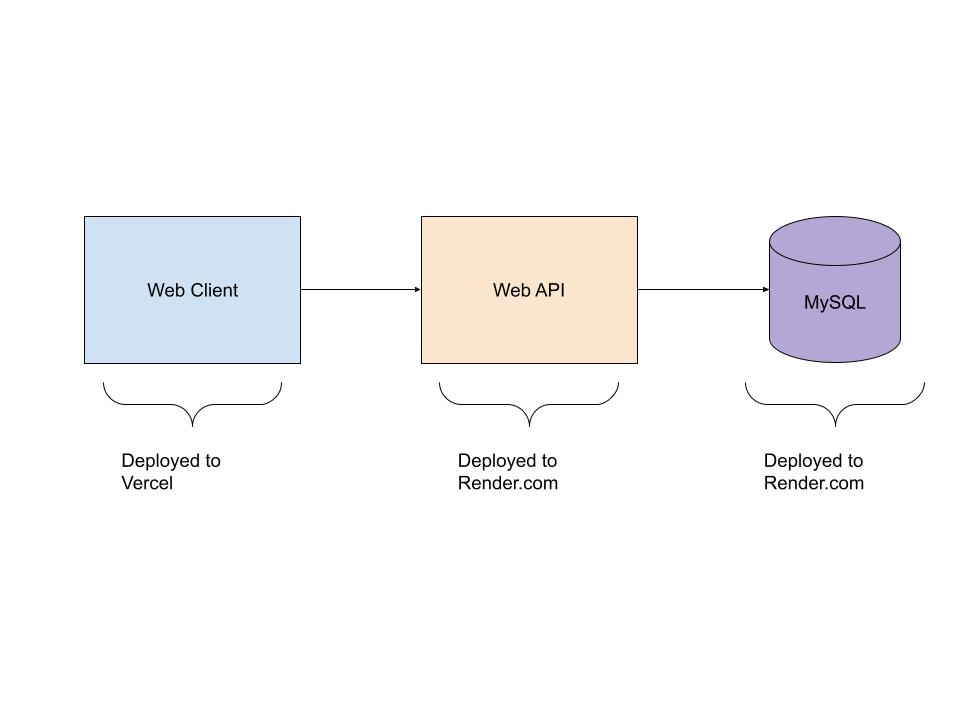 Web Client
Web API
MySQL
Deployed to
Vercel
Deployed to
Render.com
Deployed to
Render.com